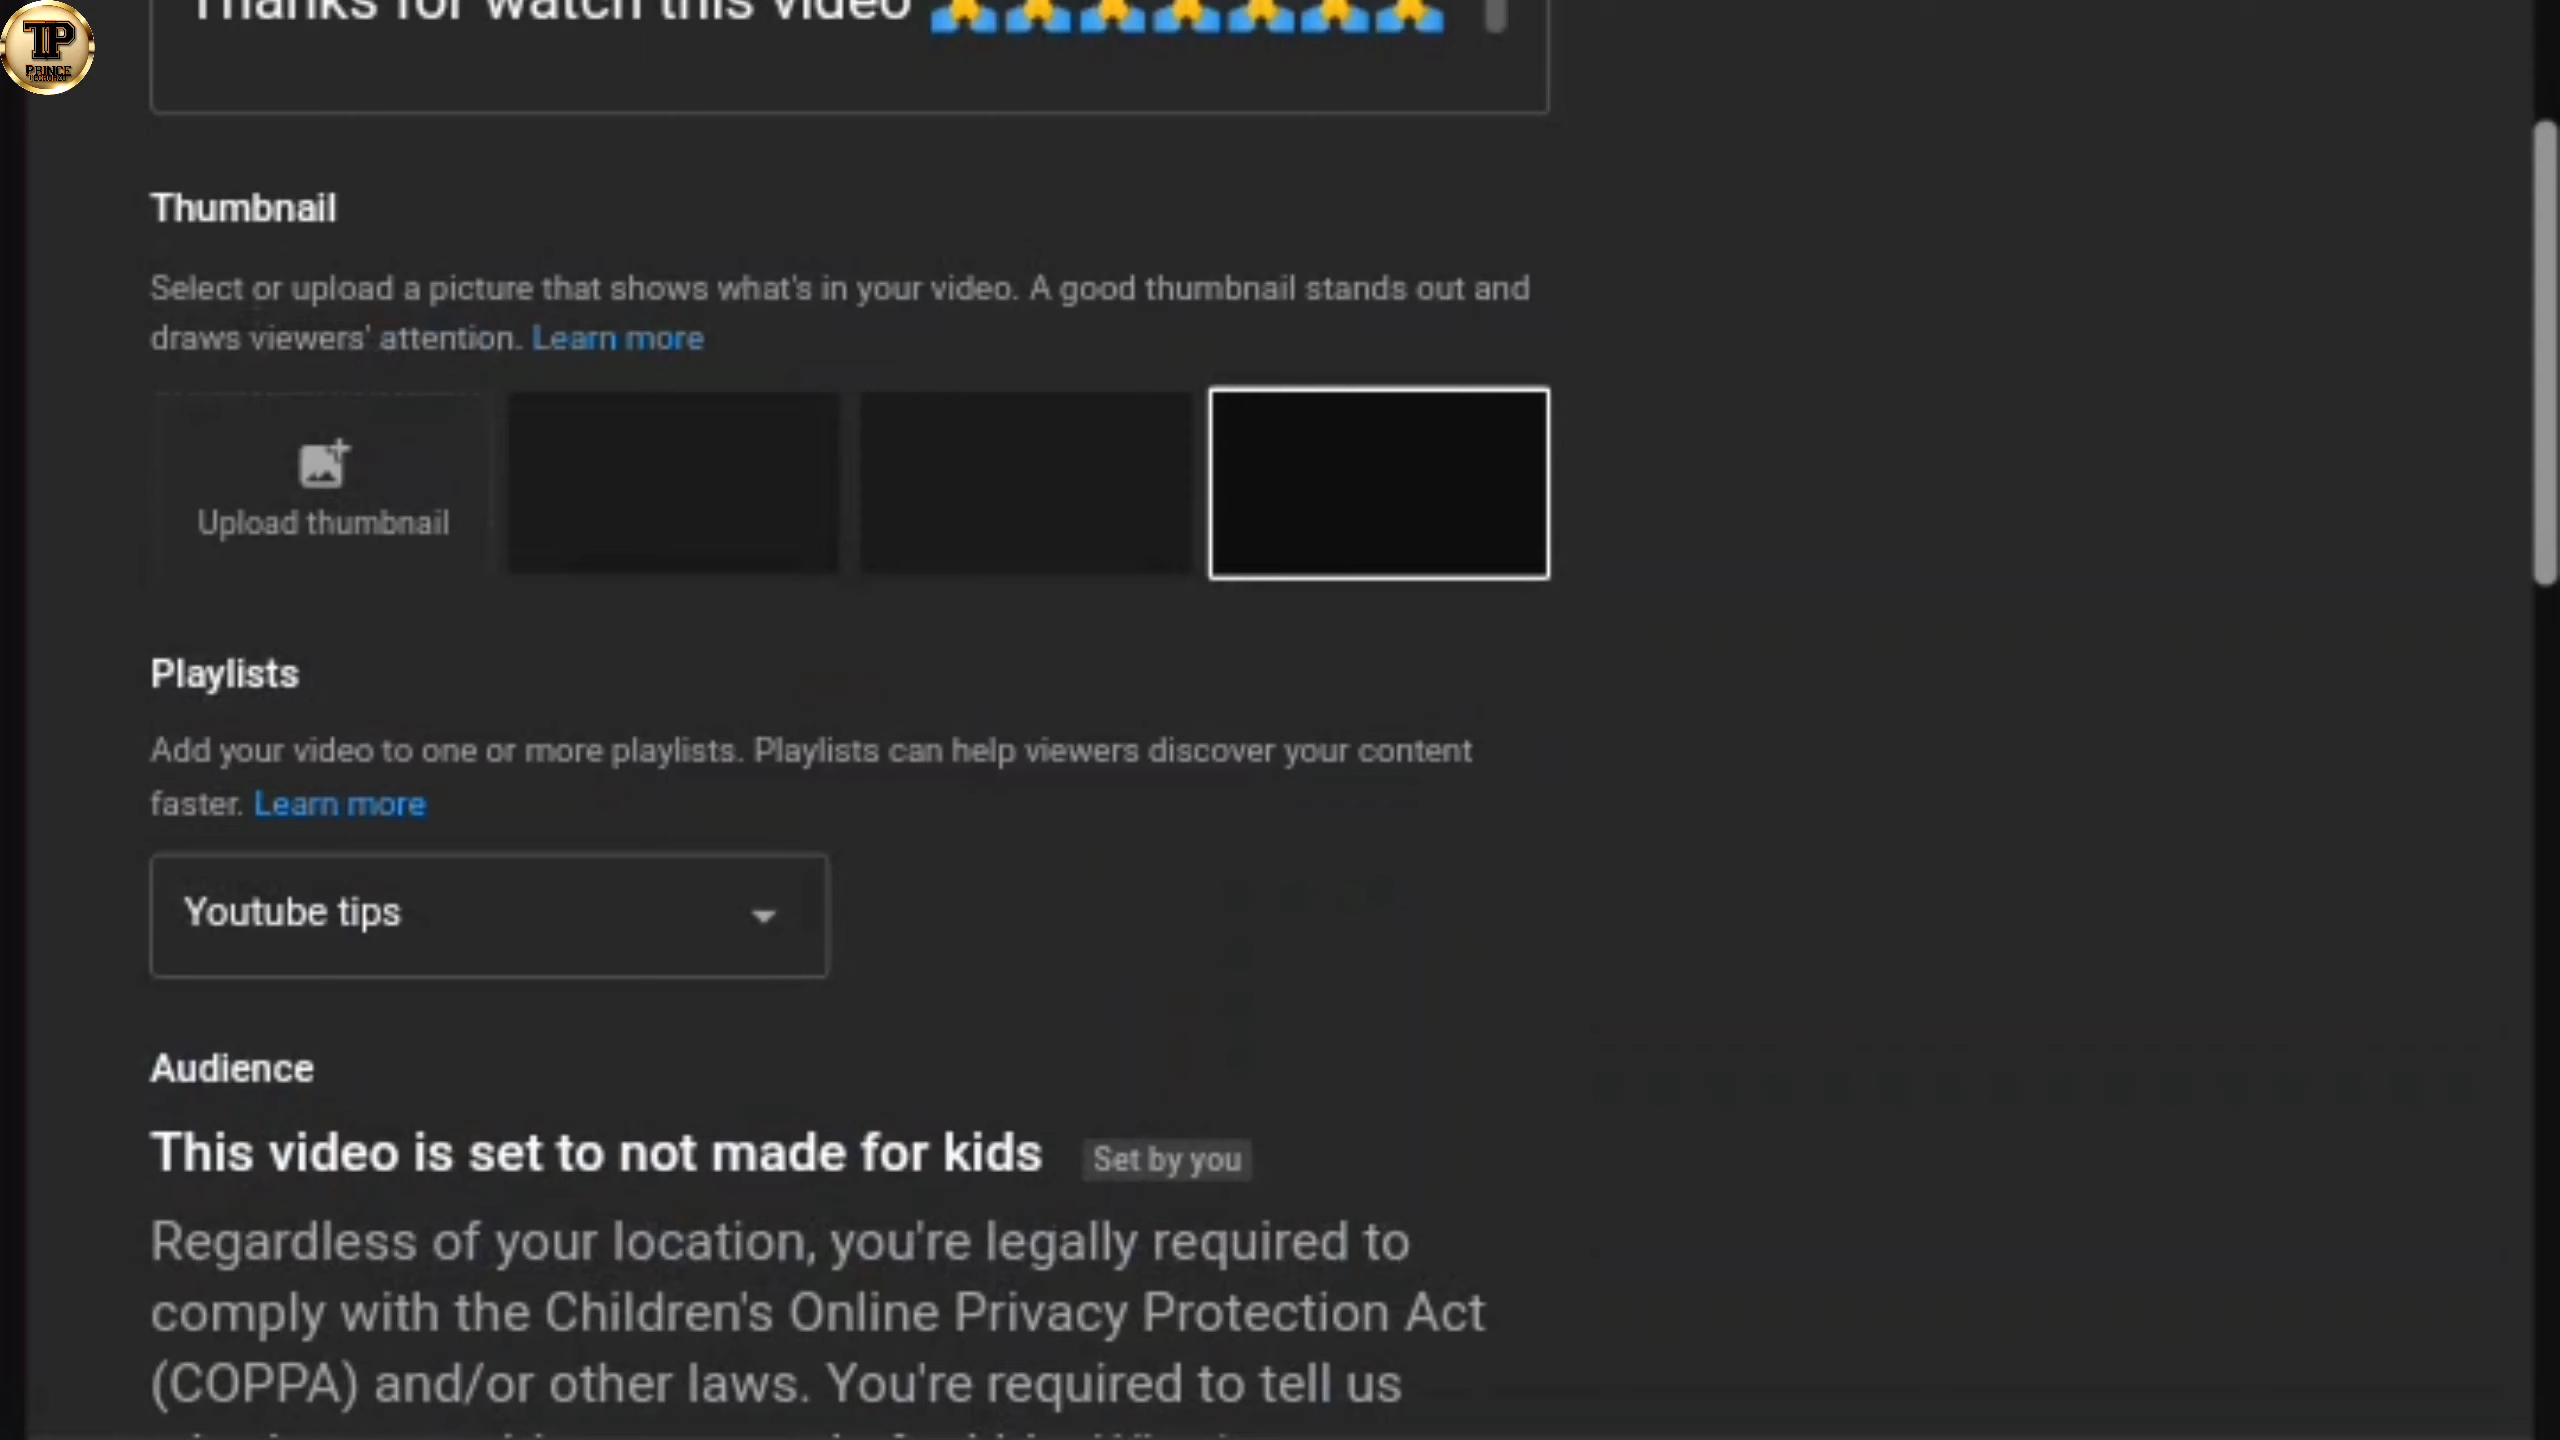 TP
PRINCE
Thanks for watch this video 🙏🙏🙏🙏🙏🙏🙏
Thumbnail
Select or upload a picture that shows what's in your video. A good thumbnail stands out and
draws viewers' attention. Learn more
Upload thumbnail
Playlists
Add your video to one or more playlists. Playlists can help viewers discover your content
faster. Learn more
Youtube tips
Audience
This video is set to not made for kids Set by you
Regardless of your location, you're legally required to
comply with the Children's Online Privacy Protection Act
(COPPA) and/or other laws. You're required to tell us